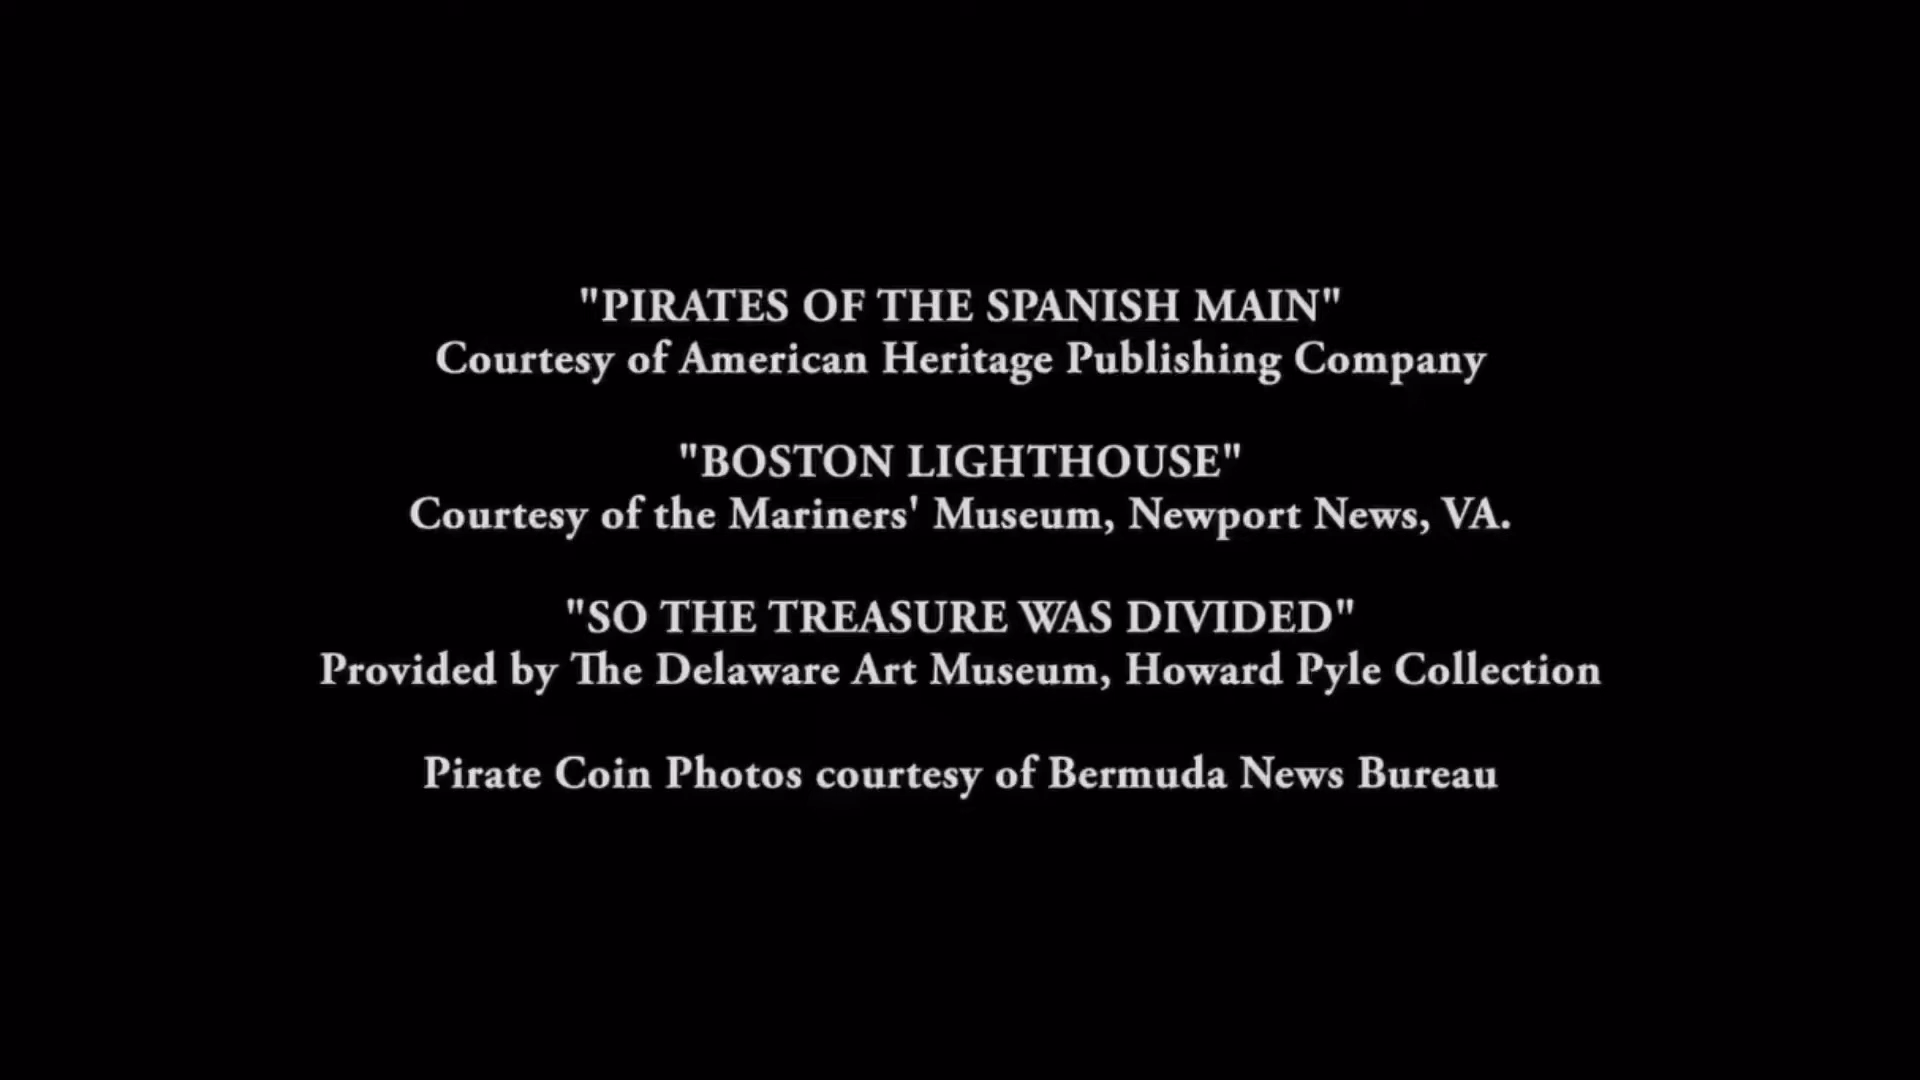 "PIRATES OF THE SPANISH MAIN"
Courtesy of American Heritage Publishing Company
"BOSTON LIGHTHOUSE"
Courtesy of the Mariners' Museum, Newport News, VA.
"SO THE TREASURE WAS DIVIDED"
Provided by The Delaware Art Museum, Howard Pyle Collection
Pirate Coin Photos courtesy of Bermuda News Bureau